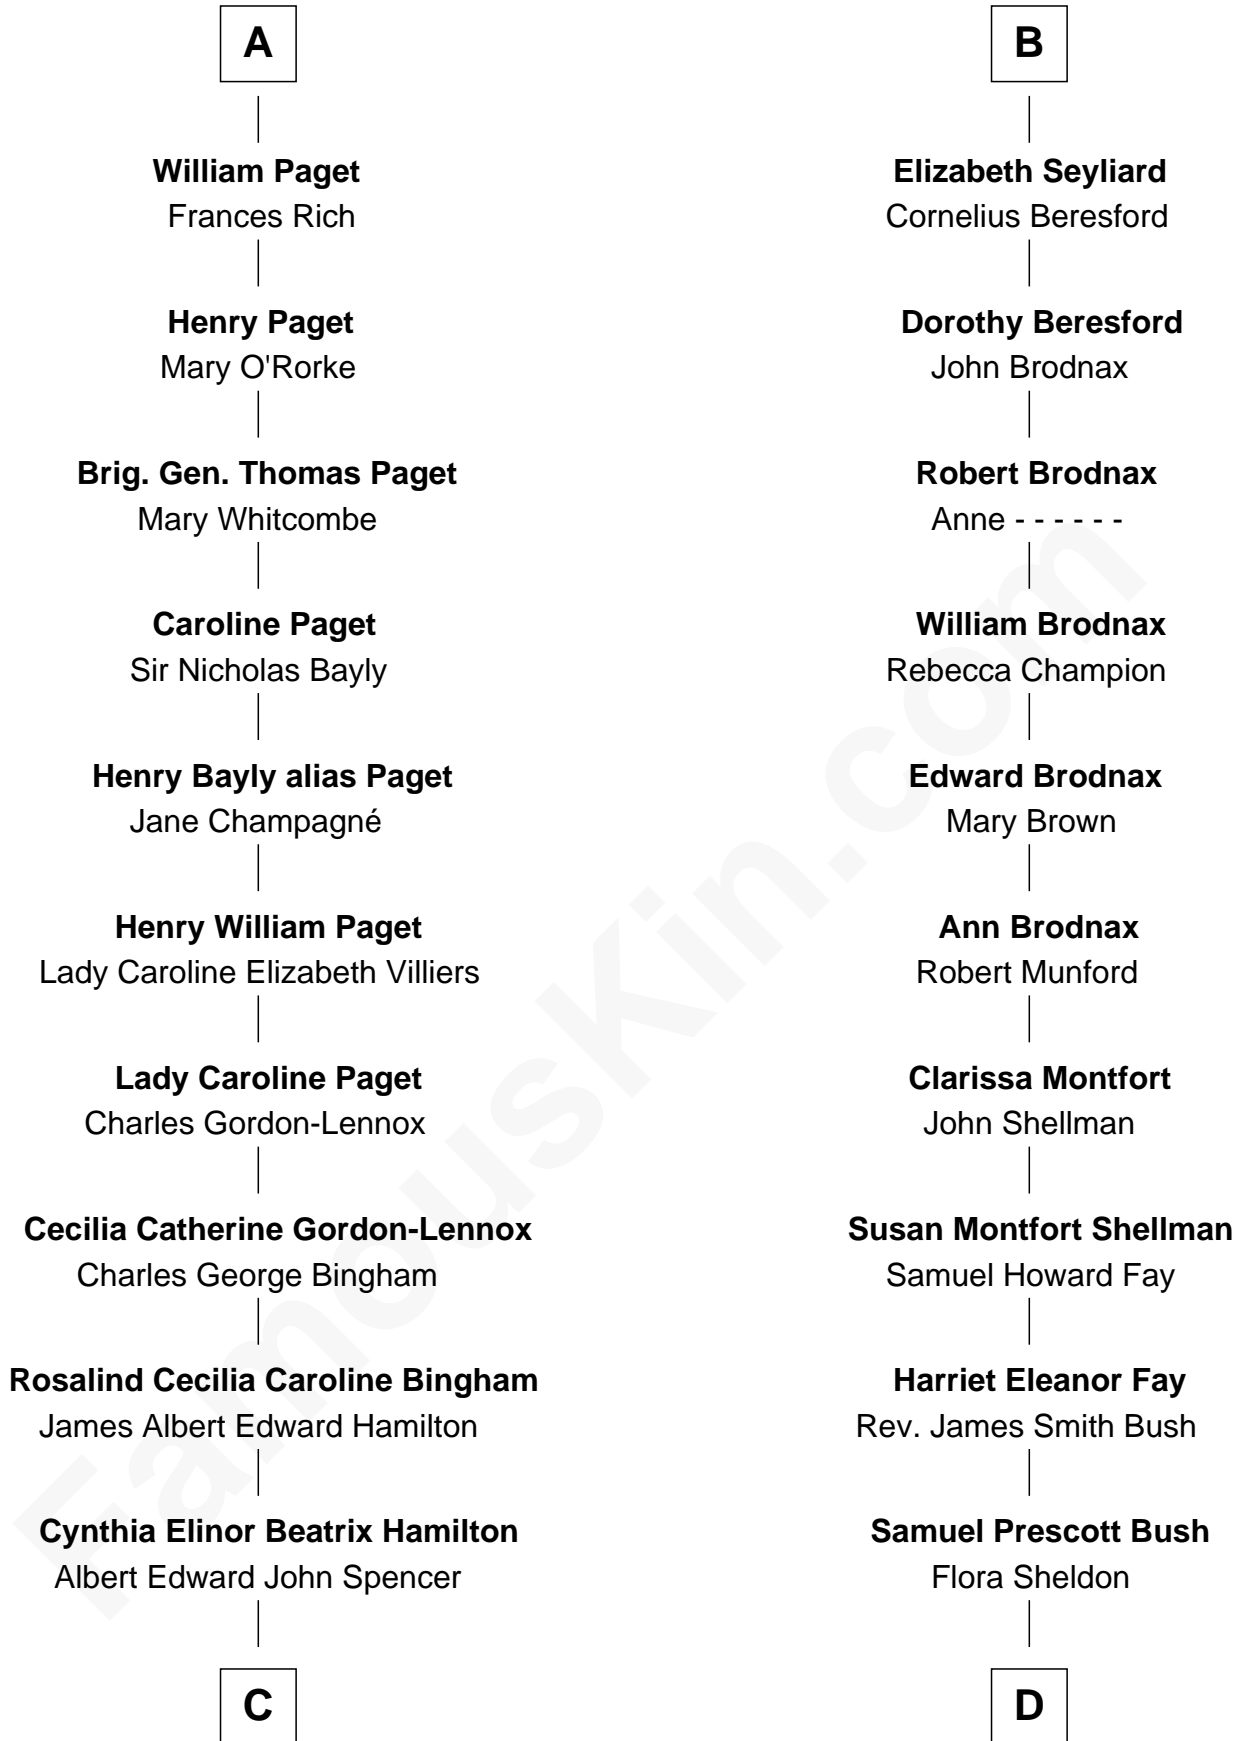 A
William Paget
Frances Rich
Henry Paget
Mary O'Rorke
Brig. Gen. Thomas Paget
Mary Whitcombe
Caroline Paget
Sir Nicholas Bayly
Henry Bayly alias Paget
Jane Champagné
Henry William Paget
Lady Caroline Elizabeth Villiers
Lady Caroline Paget
Charles Gordon-Lennox
Cecilia Catherine Gordon-Lennox
Charles George Bingham
Rosalind Cecilia Caroline Bingham
James Albert Edward Hamilton
Cynthia Elinor Beatrix Hamilton
Albert Edward John Spencer
C
B
Elizabeth Seyliard
Cornelius Beresford
Dorothy Beresford
John Brodnax
Robert Brodnax
Anne - - - - - -
William Brodnax
Rebecca Champion
Edward Brodnax
Mary Brown
Ann Brodnax
Robert Munford
Clarissa Montfort
John Shellman
Susan Montfort Shellman
Samuel Howard Fay
Harriet Eleanor Fay
Rev. James Smith Bush
Samuel Prescott Bush
Flora Sheldon
D
FamousKin.com